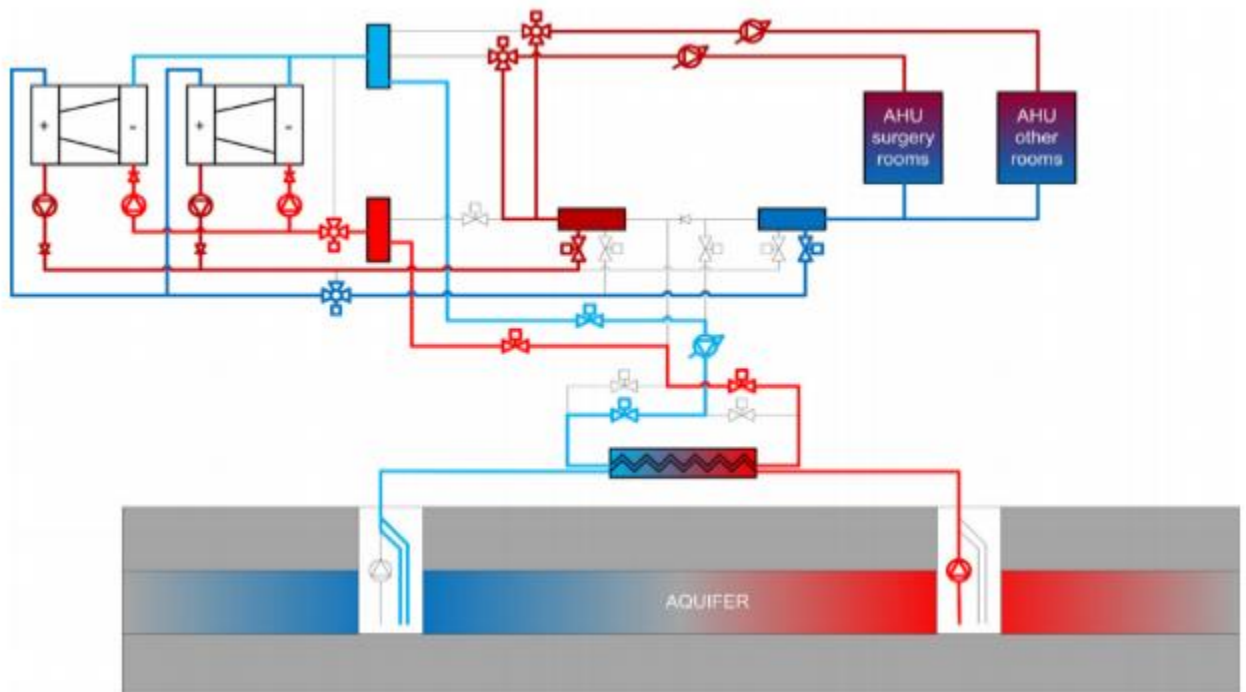 +
-
+
-
AHU
surgery
rooms
AHU
other
rooms
AQUIFER